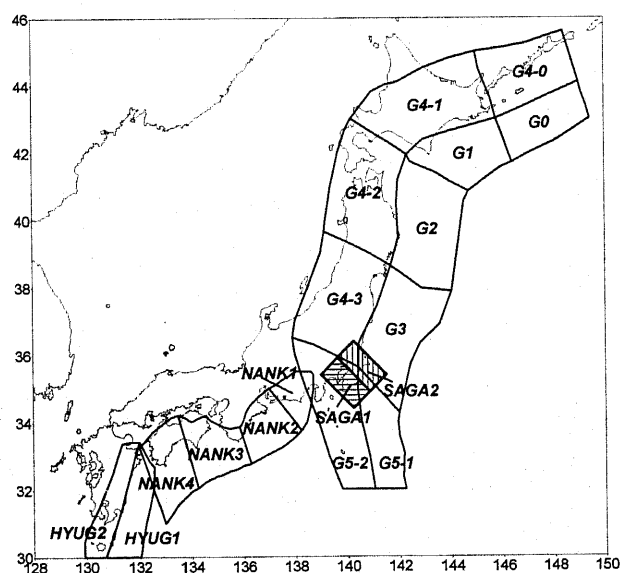 46
44
42
40
38
36
34
32
30
128 130 132 134 136 138 140 142 144 146 148 150
G4-0
G4-1
G0
G1
G4-2
G2
G4-3
G3
NANK1
SAGA2
SAGA1
NANK2
NANK3
G5-2 G5-1
NANK4
HYUG2 HYUG1